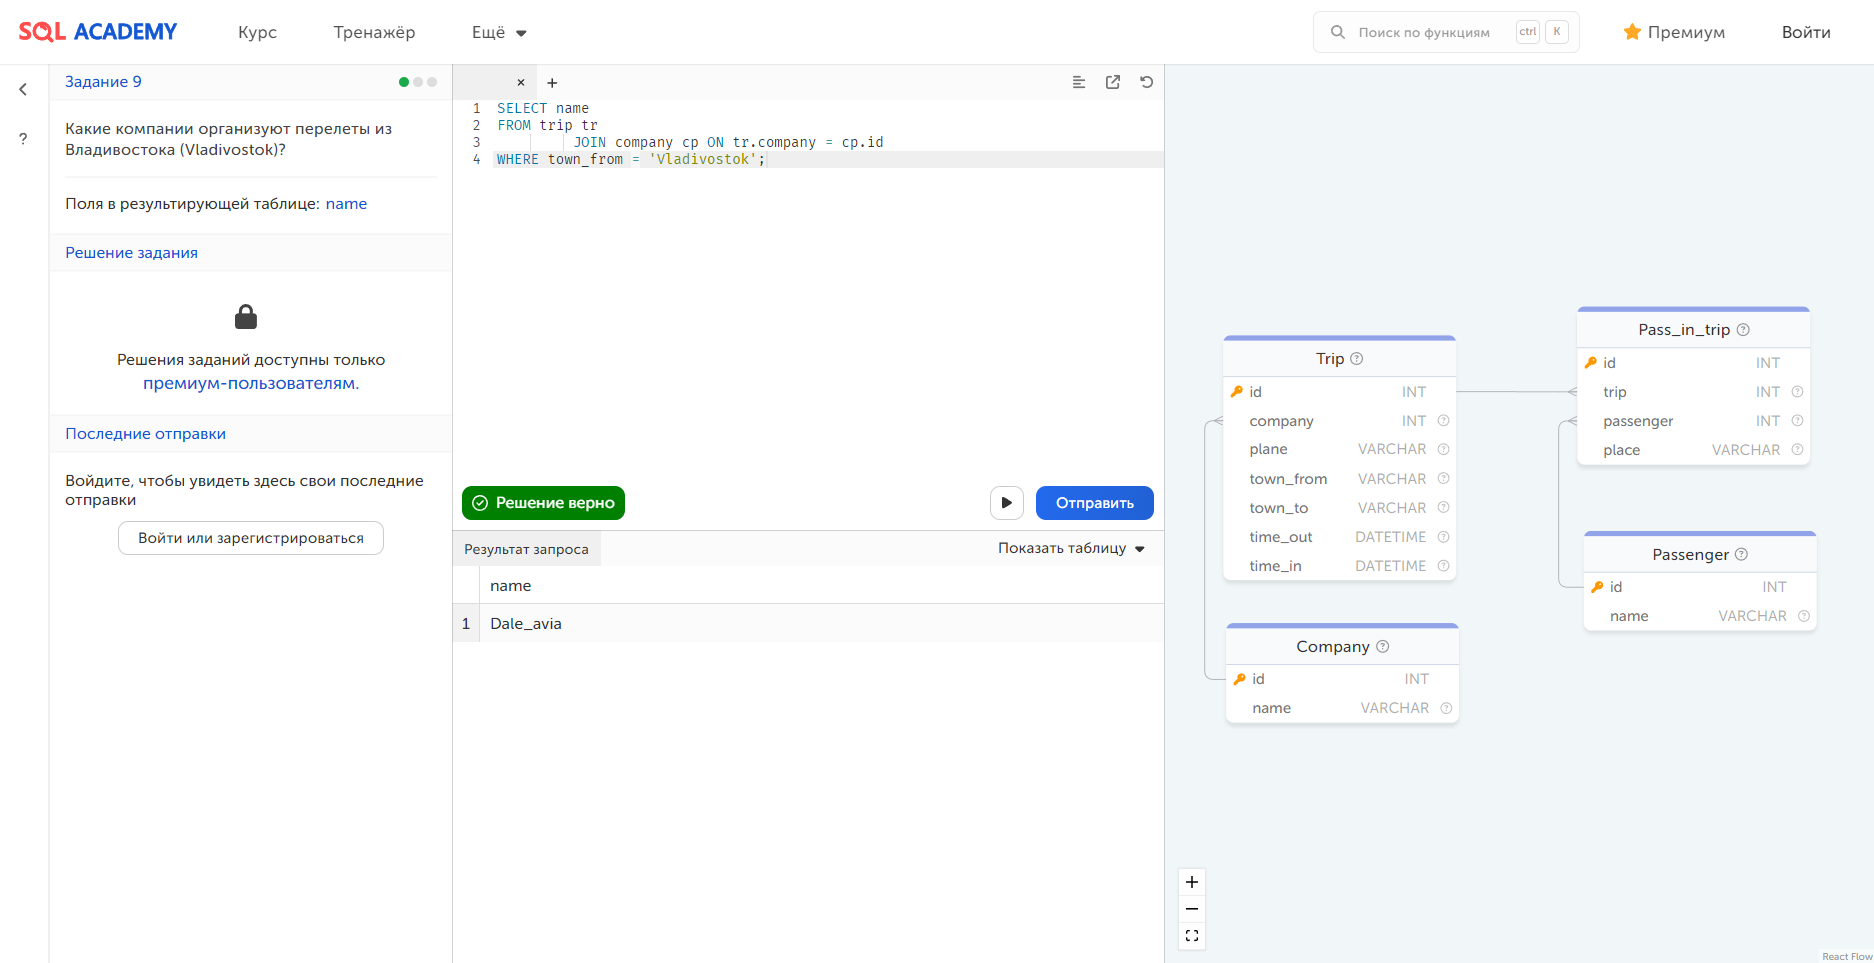 SQL ACADEMY
Курс
Тренажёр
Ещё
Поиск по функциям
ctrl
K
Премиум
Войти
?
Задание 9
Какие компании организуют перелеты из
Владивостока (Vladivostok)?
Поля в результирующей таблице: name
Решение задания
Решения заданий доступны только
премиум-пользователям.
Последние отправки
Войдите, чтобы увидеть здесь свои последние
отправки
Войти или зарегистрироваться
1 SELECT name
2 FROM trip tr
3 JOIN company cp ON tr.company = cp.id
4 WHERE town_from = 'Vladivostok';
Решение верно
Отправить
Результат запроса
Показать таблицу
name
1 Dale_avia
Trip
id INT
company INT
plane VARCHAR
town_from VARCHAR
town_to VARCHAR
time_out DATETIME
time_in DATETIME
Company
id INT
name VARCHAR
Pass_in_trip
id INT
trip INT
passenger INT
place VARCHAR
Passenger
id INT
name VARCHAR
React Flow